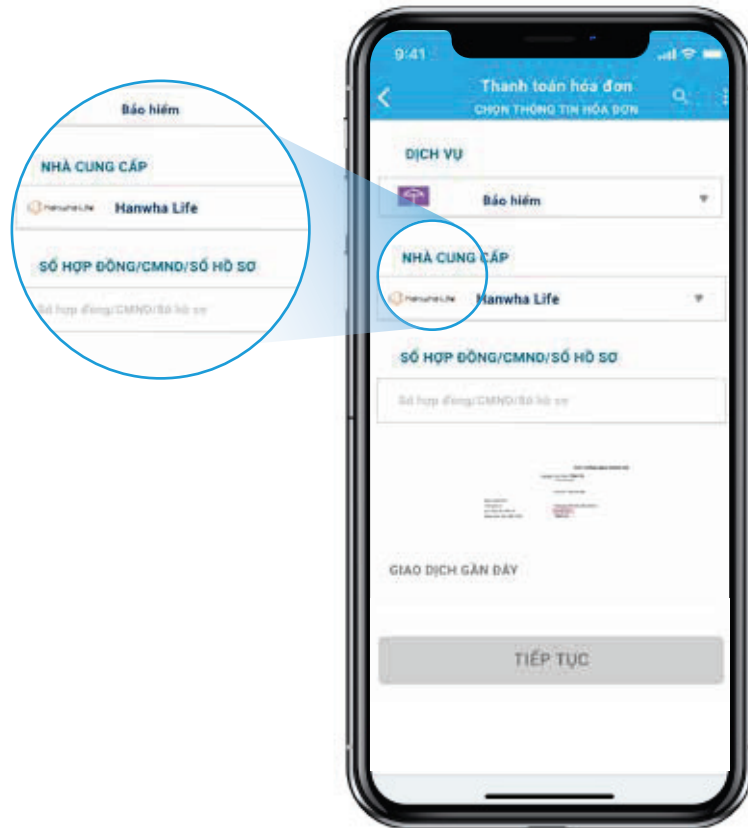 Bảo hiểm
NHÀ CUNG CẤP
Hanwha Life Hanwha Life
SỐ HỢP ĐỒNG/CMND/SỐ HỒ SƠ
Số hợp đồng/CMND/Số hồ sơ
9:41
Thanh toán hóa đơn
CHỌN THÔNG TIN HÓA ĐƠN
DỊCH VỤ
Bảo hiểm
NHÀ CUNG CẤP
Hanwha Life Hanwha Life
SỐ HỢP ĐỒNG/CMND/SỐ HỒ SƠ
Số hợp đồng/CMND/Số hồ sơ
GIAO DỊCH GẦN ĐÂY
TIẾP TỤC